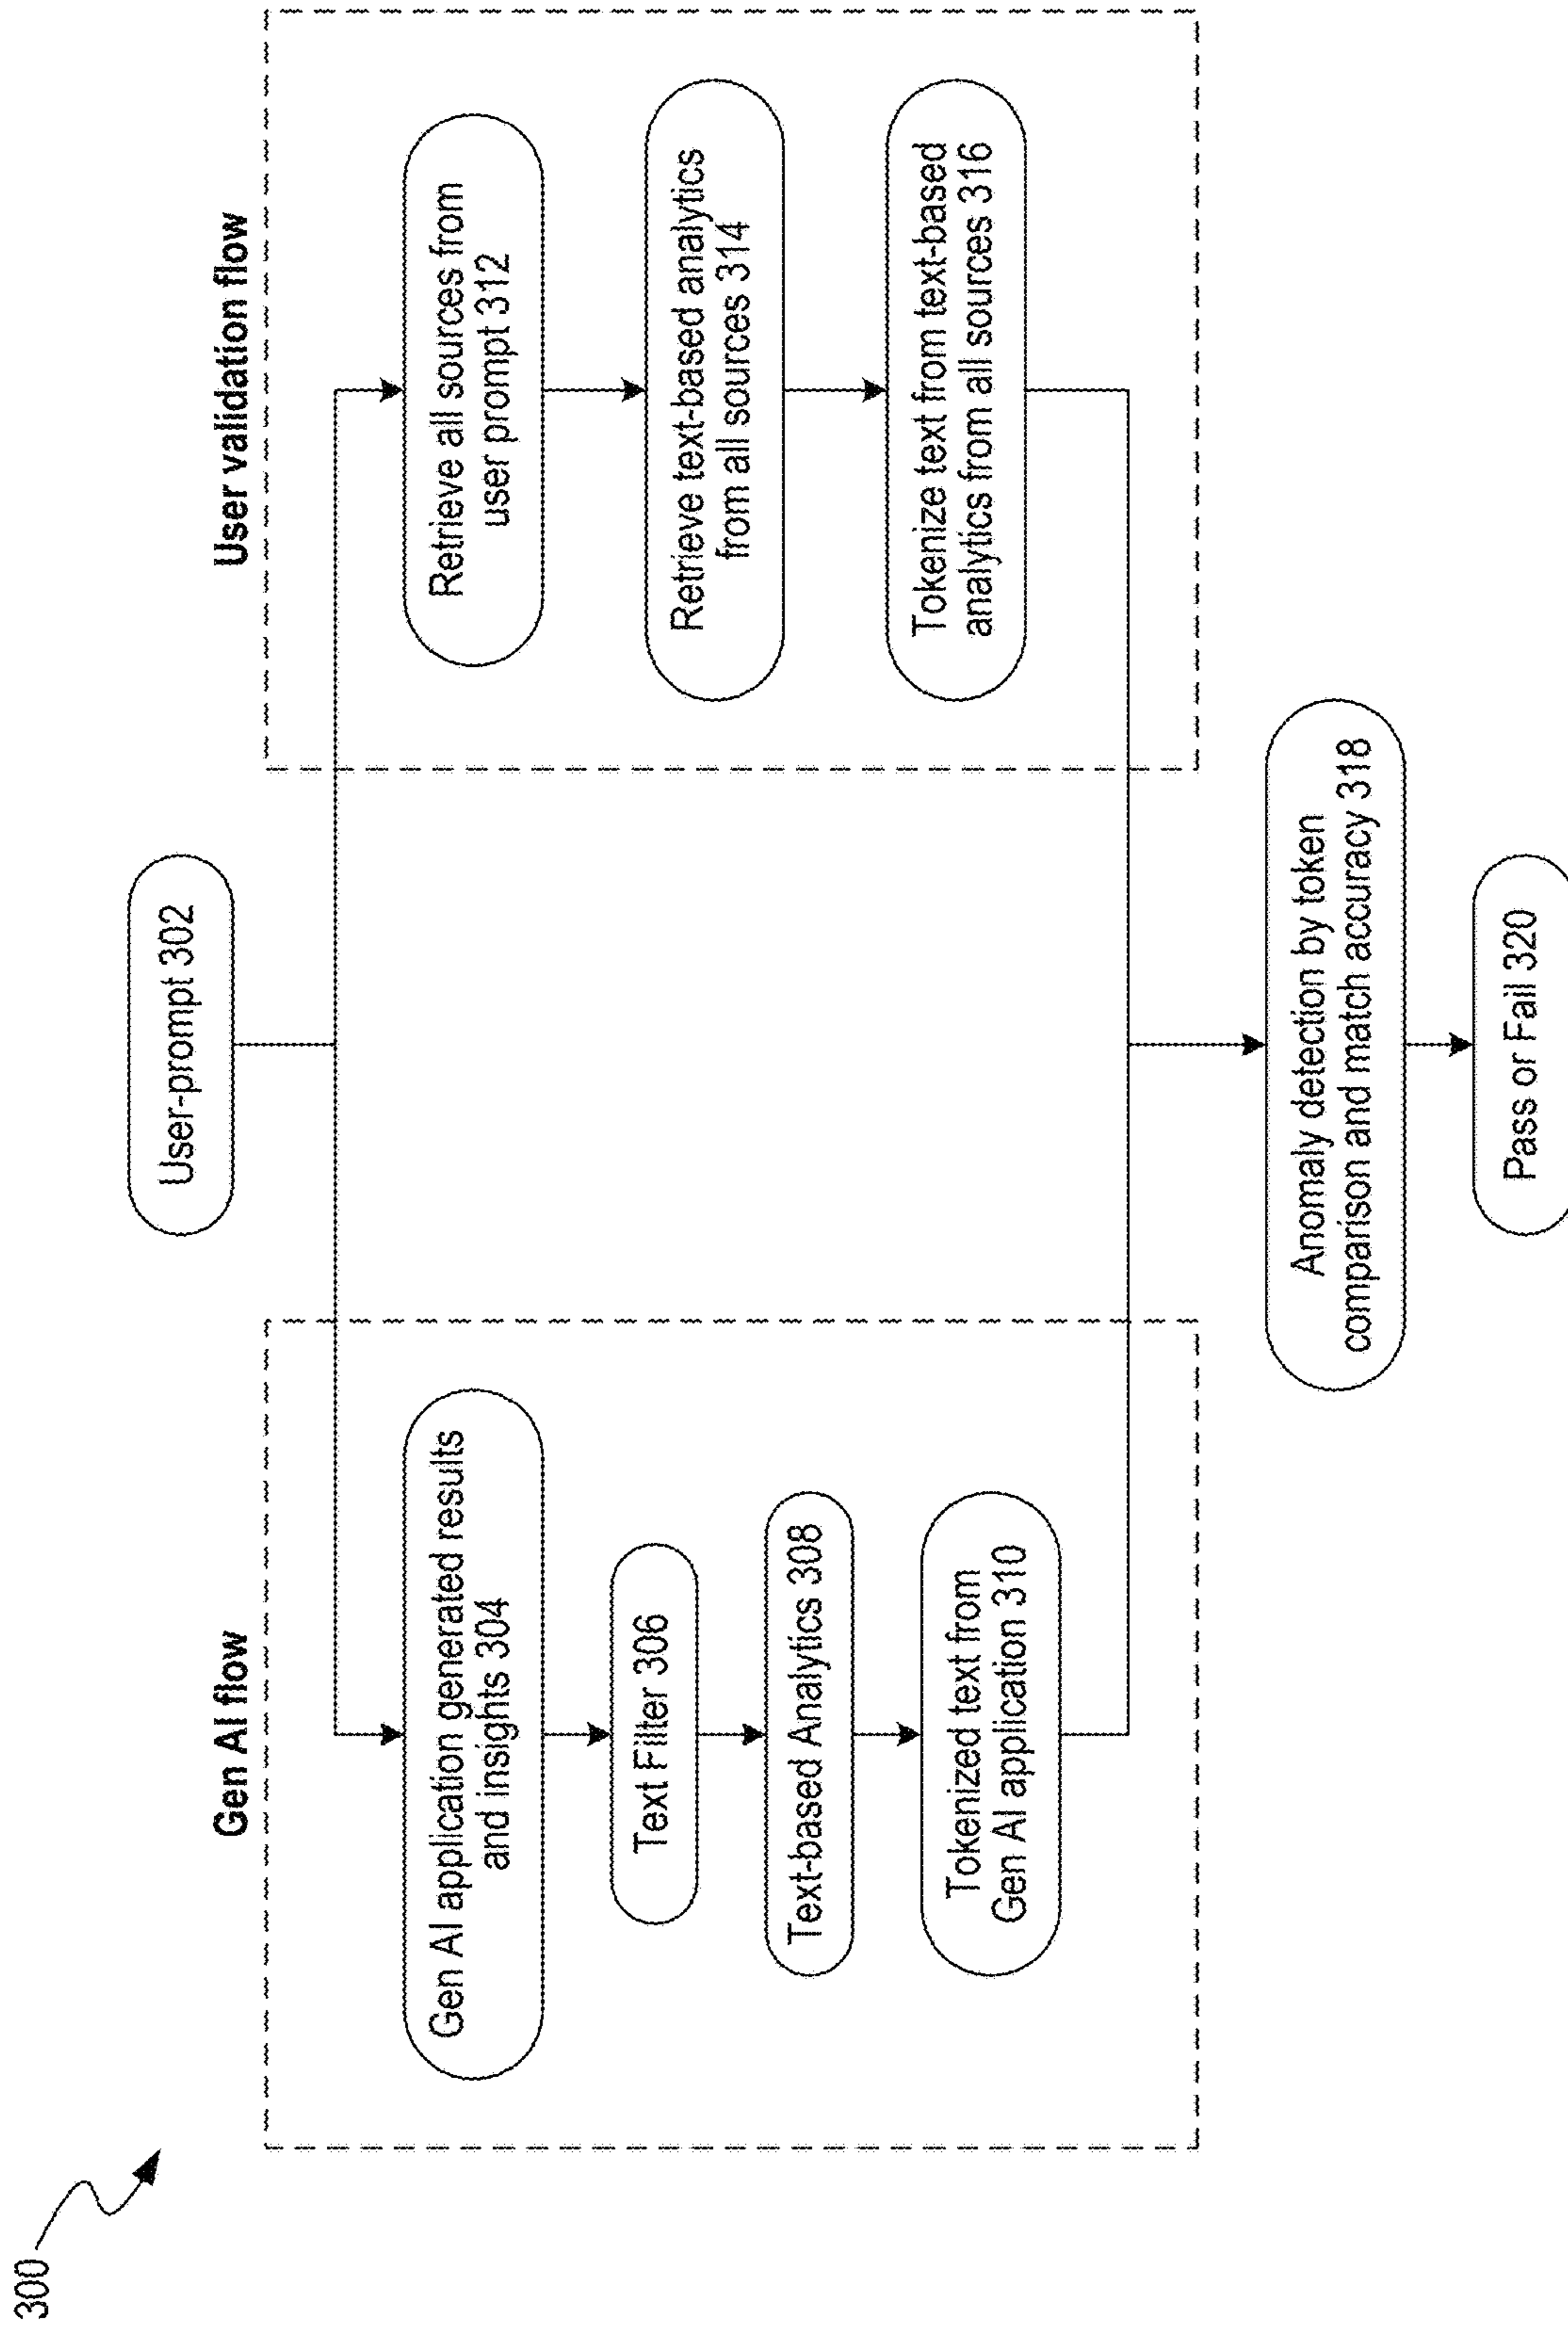 300
User-prompt 302
Gen AI flow
Gen AI application generated results
and insights 304
Text Filter 306
Text-based Analytics 308
Tokenized text from
Gen AI application 310
User validation flow
Retrieve all sources from
user prompt 312
Retrieve text-based analytics
from all sources 314
Tokenize text from text-based
analytics from all sources 316
Anomaly detection by token
comparison and match accuracy 318
Pass or Fail 320